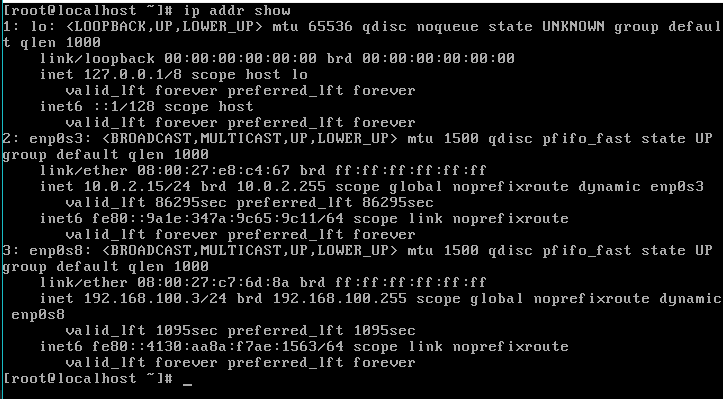 [root@localhost ~]# ip addr show
1: lo: <LOOPBACK,UP,LOWER_UP> mtu 65536 qdisc noqueue state UNKNOWN group defaul
t qlen 1000
    link/loopback 00:00:00:00:00:00 brd 00:00:00:00:00:00
    inet 127.0.0.1/8 scope host lo
       valid_lft forever preferred_lft forever
    inet6 ::1/128 scope host
       valid_lft forever preferred_lft forever
2: enp0s3: <BROADCAST,MULTICAST,UP,LOWER_UP> mtu 1500 qdisc pfifo_fast state UP
group default qlen 1000
    link/ether 08:00:27:e8:c4:67 brd ff:ff:ff:ff:ff:ff
    inet 10.0.2.15/24 brd 10.0.2.255 scope global noprefixroute dynamic enp0s3
       valid_lft 86295sec preferred_lft 86295sec
    inet6 fe80::9a1e:347a:9c65:9c11/64 scope link noprefixroute
       valid_lft forever preferred_lft forever
3: enp0s8: <BROADCAST,MULTICAST,UP,LOWER_UP> mtu 1500 qdisc pfifo_fast state UP
group default qlen 1000
    link/ether 08:00:27:c7:6d:8a brd ff:ff:ff:ff:ff:ff
    inet 192.168.100.3/24 brd 192.168.100.255 scope global noprefixroute dynamic
 enp0s8
       valid_lft 1095sec preferred_lft 1095sec
    inet6 fe80::4130:aa8a:f7ae:1563/64 scope link noprefixroute
       valid_lft forever preferred_lft forever
[root@localhost ~]# _